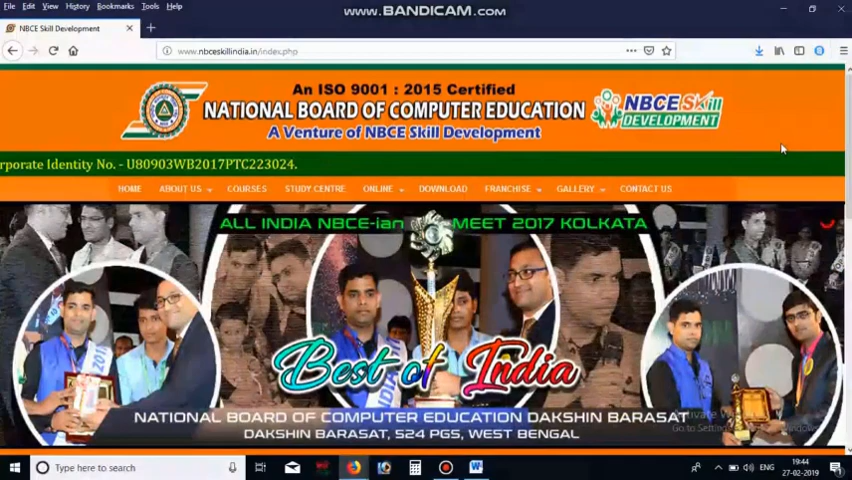 www.BANDICAM.com
File Edit View History Bookmarks Tools Help
NBCE Skill Development
www.nbceskillindia.in/index.php
An ISO 9001 : 2015 Certified
NATIONAL BOARD OF COMPUTER EDUCATION
A Venture of NBCE Skill Development
NBCE Skill
DEVELOPMENT
rporate Identity No. - U80903WB2017PTC223024.
HOME ABOUT US COURSES STUDY CENTRE ONLINE DOWNLOAD FRANCHISE GALLERY CONTACT US
ALL INDIA NBCE-ian MEET 2017 KOLKATA
Best of India
NATIONAL BOARD OF COMPUTER EDUCATION DAKSHIN BARASAT
DAKSHIN BARASAT, S24 PGS, WEST BENGAL
Type here to search
ENG
19:44
27-02-2019